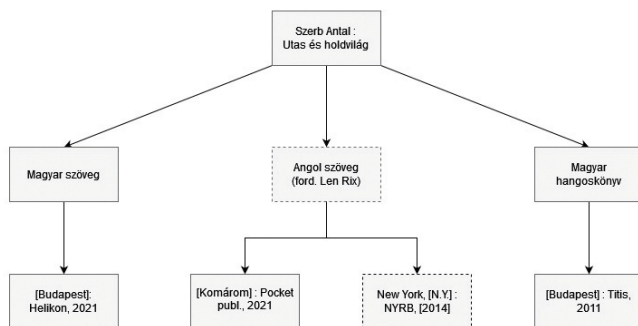 Szerb Antal :
Utas és holdvilág
Magyar szöveg
Angol szöveg
(ford. Len Rix)
Magyar
hangoskönyv
[Budapest]:
Helikon, 2021
[Komárom] : Pocket
publ., 2021
New York, [N.Y.] :
NYRB, [2014]
[Budapest] : Titis,
2011